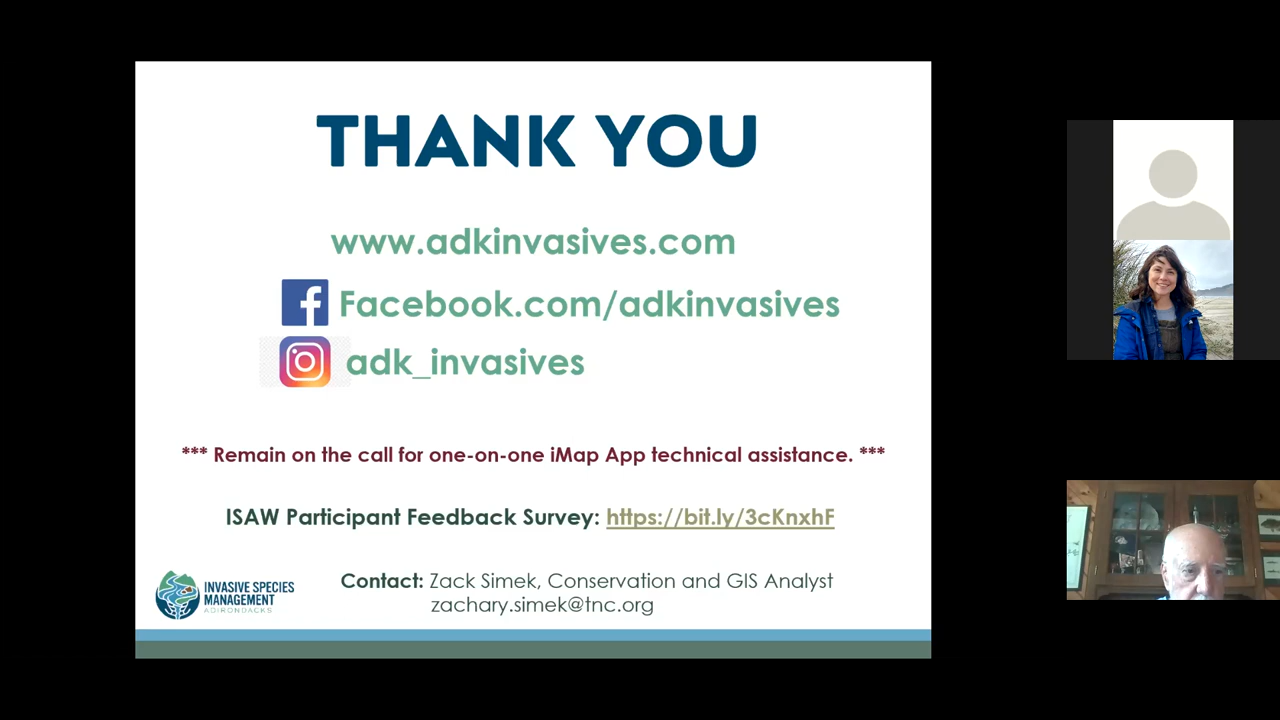 THANK YOU
www.adkinvasives.com
Facebook.com/adkinvasives
adk_invasives
*** Remain on the call for one-on-one iMap App technical assistance. ***
ISAW Participant Feedback Survey: https://bit.ly/3cKnxhF
INVASIVE SPECIES
MANAGEMENT
ADIRONDACKS
Contact: Zack Simek, Conservation and GIS Analyst
zachary.simek@tnc.org